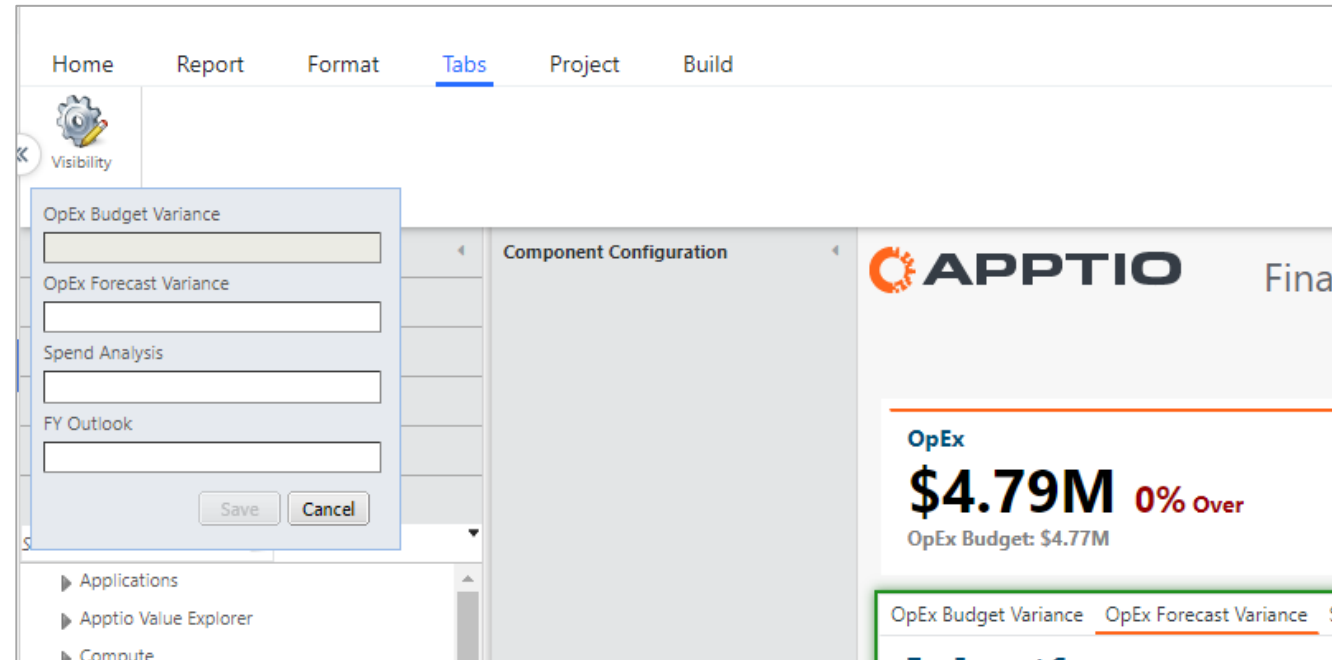 Home Report Format Tabs Project Build
Visibility
OpEx Budget Variance
OpEx Forecast Variance
Spend Analysis
FY Outlook
Save Cancel
Applications
Apptio Value Explorer
Compute
Component Configuration
APPTIO
OpEx
$4.79M 0% Over
OpEx Budget: $4.77M
OpEx Budget Variance OpEx Forecast Variance